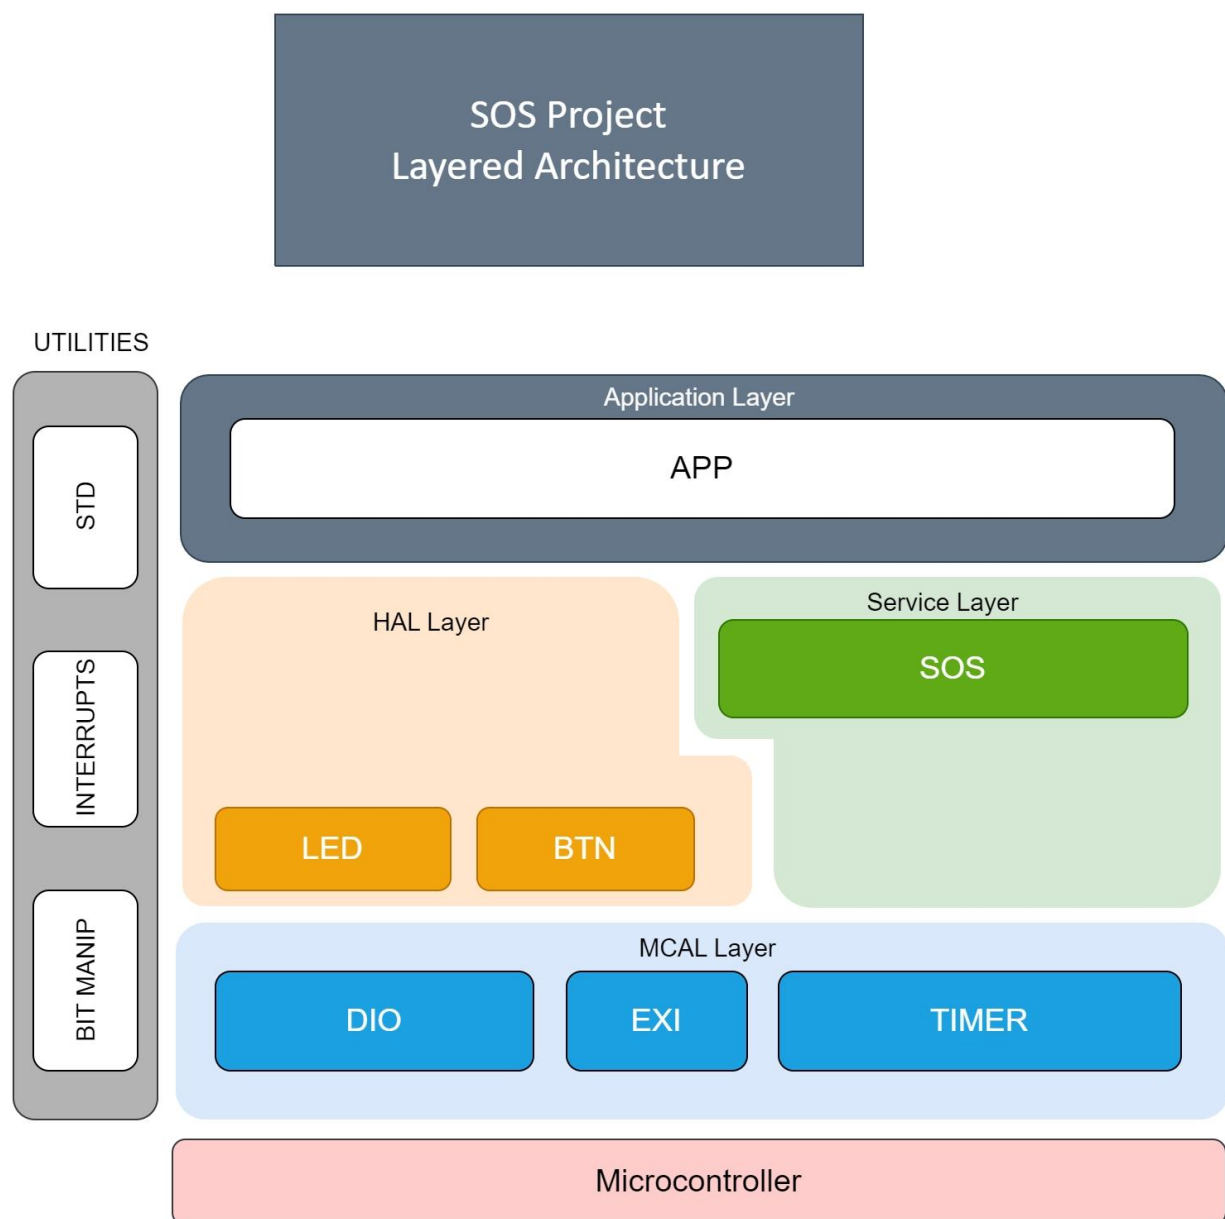 SOS Project
Layered Architecture
UTILITIES
STD
INTERRUPTS
BIT MANIP
Application Layer
APP
HAL Layer
LED
BTN
Service Layer
SOS
MCAL Layer
DIO
EXI
TIMER
Microcontroller